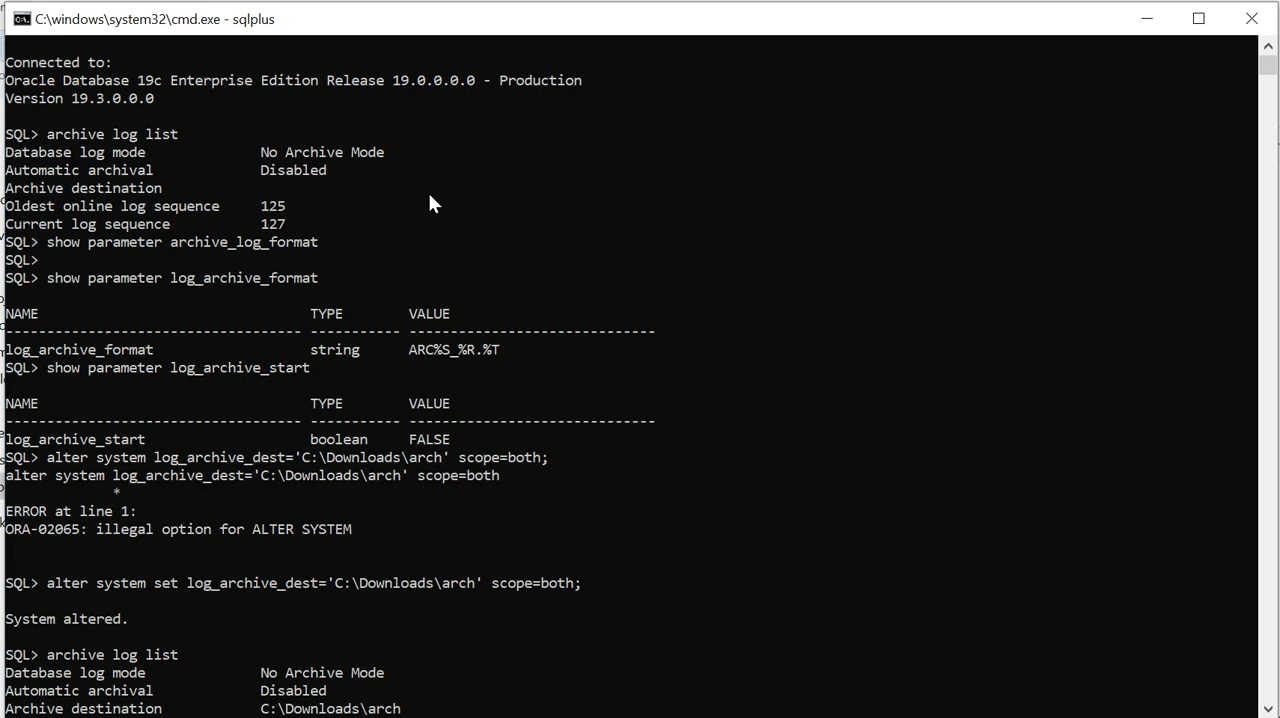 C:\windows\system32\cmd.exe - sqlplus
Connected to:
Oracle Database 19c Enterprise Edition Release 19.0.0.0.0 - Production
Version 19.3.0.0.0
SQL> archive log list
Database log mode No Archive Mode
Automatic archival Disabled
Archive destination
Oldest online log sequence 125
Current log sequence 127
SQL> show parameter archive_log_format
SQL>
SQL> show parameter log_archive_format
NAME TYPE VALUE
------------------------------------ ----------- ------------------------------
log_archive_format string ARC%S_%R.%T
SQL> show parameter log_archive_start
NAME TYPE VALUE
------------------------------------ ----------- ------------------------------
log_archive_start boolean FALSE
SQL> alter system log_archive_dest='C:\Downloads\arch' scope=both;
alter system log_archive_dest='C:\Downloads\arch' scope=both
*
ERROR at line 1:
ORA-02065: illegal option for ALTER SYSTEM
SQL> alter system set log_archive_dest='C:\Downloads\arch' scope=both;
System altered.
SQL> archive log list
Database log mode No Archive Mode
Automatic archival Disabled
Archive destination C:\Downloads\arch